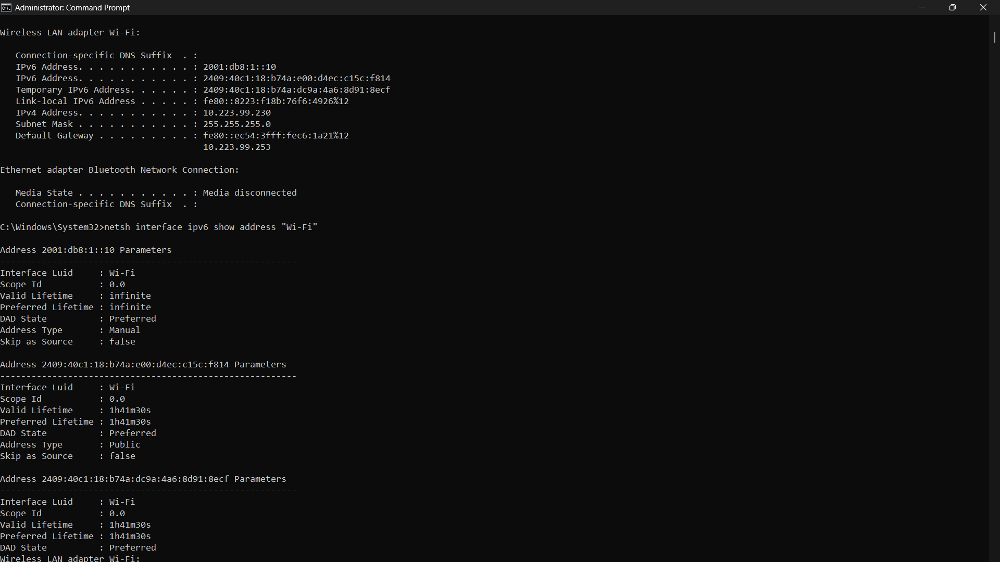 Administrator: Command Prompt
Wireless LAN adapter Wi-Fi:
Connection-specific DNS Suffix  . :
IPv6 Address. . . . . . . . . . . : 2001:db8:1::10
IPv6 Address. . . . . . . . . . . : 2409:40c1:18:b74a:e00:d4ec:c15c:f814
Temporary IPv6 Address. . . . . . : 2409:40c1:18:b74a:dc9a:4a6:8d91:8ecf
Link-local IPv6 Address . . . . . : fe80::8223:f18b:76f6:4926%12
IPv4 Address. . . . . . . . . . . : 10.223.99.230
Subnet Mask . . . . . . . . . . . : 255.255.255.0
Default Gateway . . . . . . . . . : fe80::ec54:3fff:fec6:1a21%12
10.223.99.253
Ethernet adapter Bluetooth Network Connection:
Media State . . . . . . . . . . . : Media disconnected
Connection-specific DNS Suffix  . :
C:\Windows\System32>netsh interface ipv6 show address "Wi-Fi"
Address 2001:db8:1::10 Parameters
---------------------------------------------------------
Interface Luid     : Wi-Fi
Scope Id           : 0.0
Valid Lifetime     : infinite
Preferred Lifetime : infinite
DAD State          : Preferred
Address Type       : Manual
Skip as Source     : false
Address 2409:40c1:18:b74a:e00:d4ec:c15c:f814 Parameters
---------------------------------------------------------
Interface Luid     : Wi-Fi
Scope Id           : 0.0
Valid Lifetime     : 1h41m30s
Preferred Lifetime : 1h41m30s
DAD State          : Preferred
Address Type       : Public
Skip as Source     : false
Address 2409:40c1:18:b74a:dc9a:4a6:8d91:8ecf Parameters
---------------------------------------------------------
Interface Luid     : Wi-Fi
Scope Id           : 0.0
Valid Lifetime     : 1h41m30s
Preferred Lifetime : 1h41m30s
DAD State          : Preferred
Wireless LAN adapter Wi-Fi: